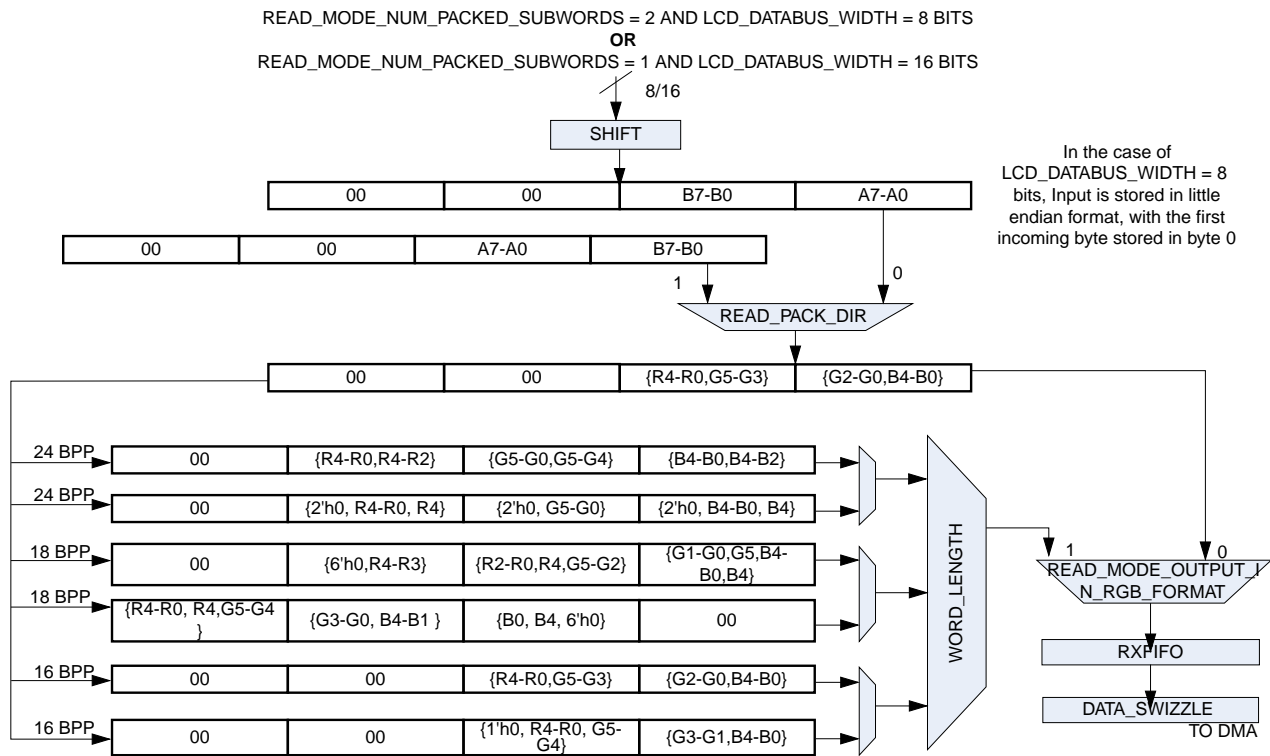 READ_MODE_NUM_PACKED_SUBWORDS = 2 AND LCD_DATABUS_WIDTH = 8 BITS
OR
READ_MODE_NUM_PACKED_SUBWORDS = 1 AND LCD_DATABUS_WIDTH = 16 BITS
8/16
SHIFT
In the case of
LCD_DATABUS_WIDTH = 8
bits, Input is stored in little
endian format, with the first
incoming byte stored in byte 0
00 00 B7-B0 A7-A0
00 00 A7-A0 B7-B0
1 0
READ_PACK_DIR
00 00 {R4-R0,G5-G3} {G2-G0,B4-B0}
24 BPP 00 {R4-R0,R4-R2} {G5-G0,G5-G4} {B4-B0,B4-B2}
24 BPP 00 {2'h0, R4-R0, R4} {2'h0, G5-G0} {2'h0, B4-B0, B4}
18 BPP 00 {6'h0,R4-R3} {R2-R0,R4,G5-G2} {G1-G0,G5,B4-
B0,B4}
18 BPP {R4-R0, R4,G5-G4
} {G3-G0, B4-B1 } {B0, B4, 6'h0} 00
16 BPP 00 00 {R4-R0,G5-G3} {G2-G0,B4-B0}
16 BPP 00 00 {1'h0, R4-R0, G5-
G4} {G3-G1,B4-B0}
WORD_LENGTH
1 0
READ_MODE_OUTPUT_I
N_RGB_FORMAT
RXFIFO
DATA_SWIZZLE
TO DMA